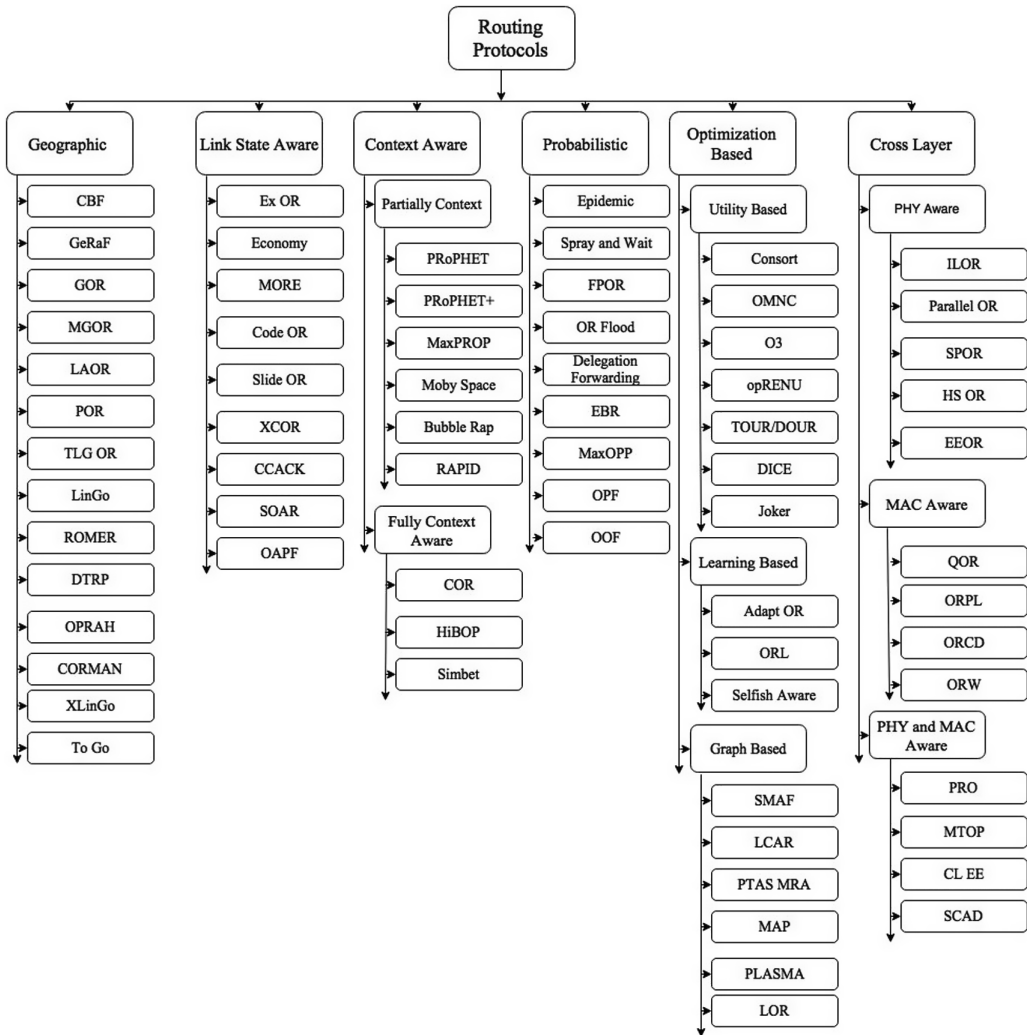 Routing
Protocols
Geographic
CBF
GeRaF
GOR
MGOR
LAOR
POR
TLG OR
LinGo
ROMER
DTRP
OPRAH
CORMAN
XLinGo
To Go
Link State Aware
Ex OR
Economy
MORE
Code OR
Slide OR
XCOR
CCACK
SOAR
OAPF
Context Aware
Partially Context
PRoPHET
PRoPHET+
MaxPROP
Moby Space
Bubble Rap
RAPID
Fully Context
Aware
COR
HiBOP
Simbet
Probabilistic
Epidemic
Spray and Wait
FPOR
OR Flood
Delegation
Forwarding
EBR
MaxOPP
OPF
OOF
Optimization
Based
Utility Based
Consort
OMNC
O3
opRENU
TOUR/DOUR
DICE
Joker
Learning Based
Adapt OR
ORL
Selfish Aware
Graph Based
SMAF
LCAR
PTAS MRA
MAP
PLASMA
LOR
Cross Layer
PHY Aware
ILOR
Parallel OR
SPOR
HS OR
EEOR
MAC Aware
QOR
ORPL
ORCD
ORW
PHY and MAC
Aware
PRO
MTOP
CL EE
SCAD